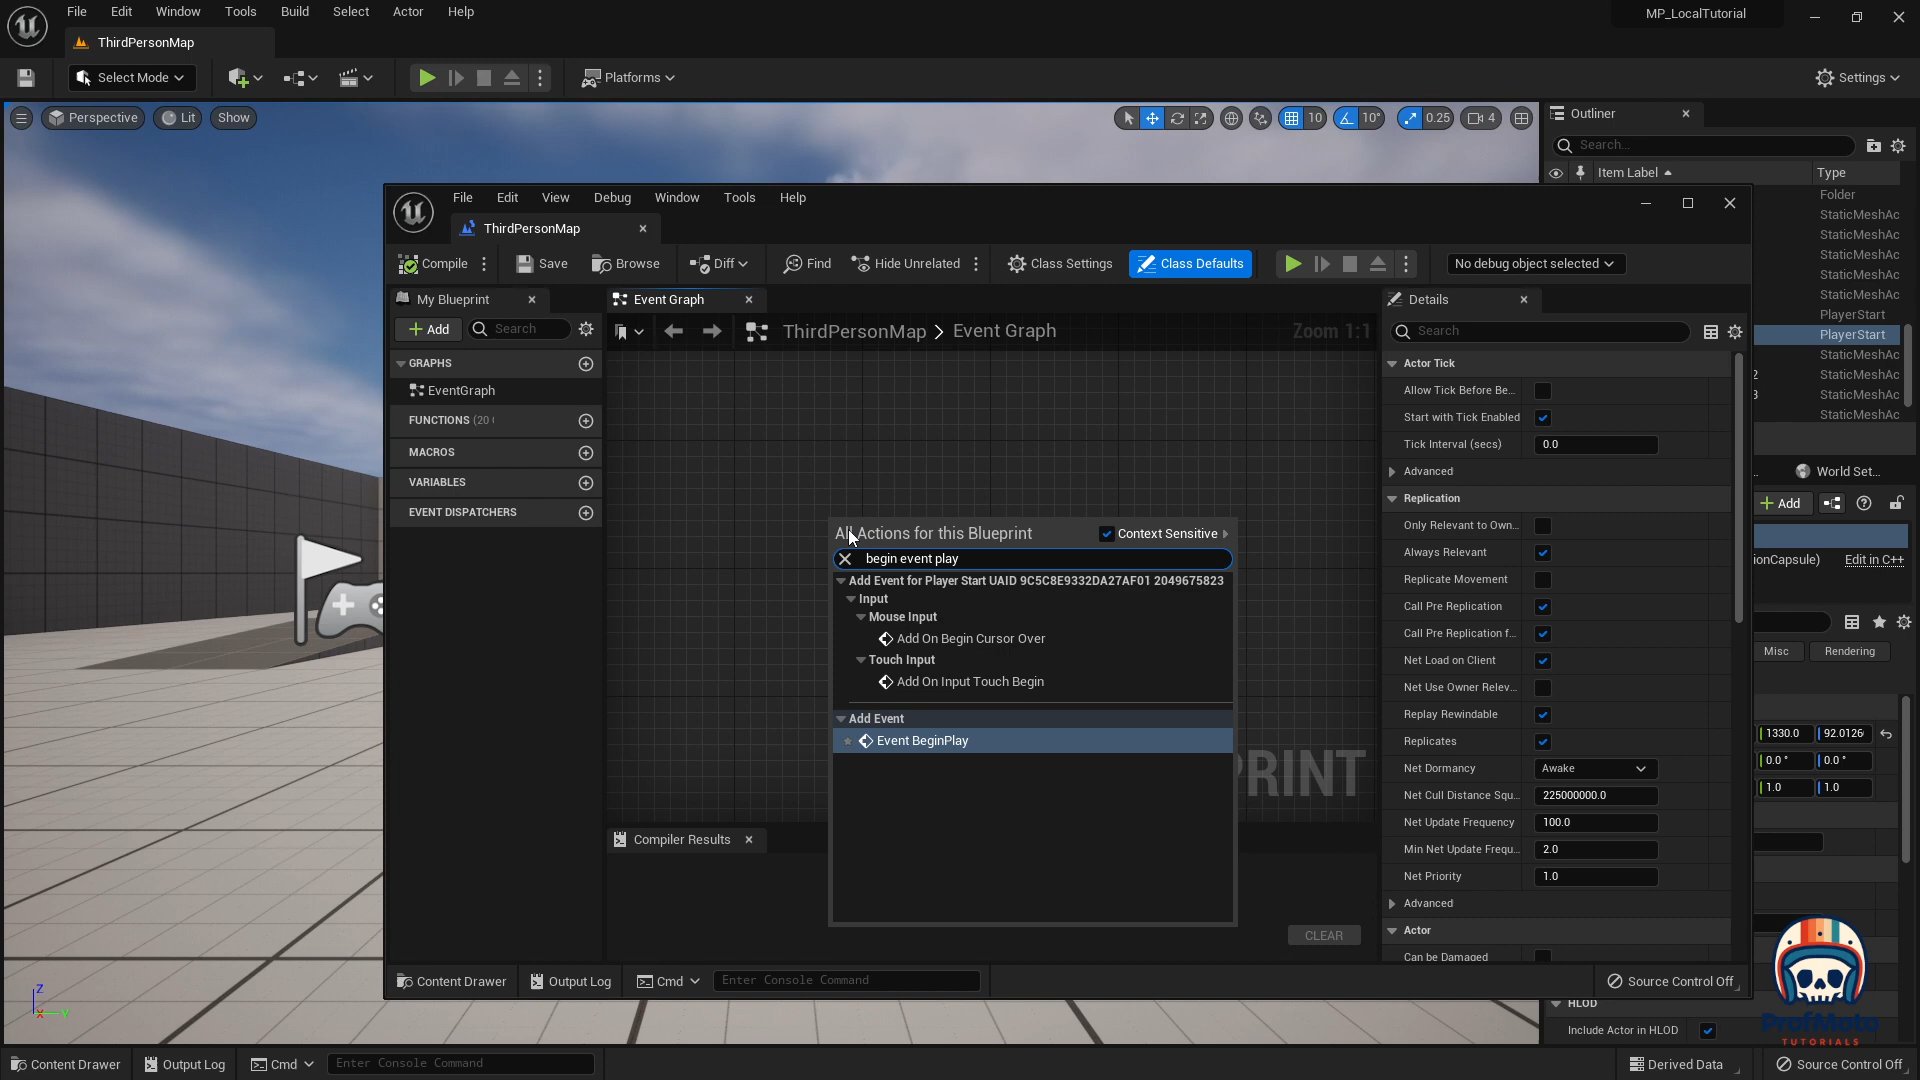 File Edit Window Tools Build Select Actor Help
MP_LocalTutorial
ThirdPersonMap
Select Mode
Platforms
Settings
Perspective Lit Show
10 10° 0.25 4
Outliner
Search...
Item Label Type
Folder
StaticMeshAc
StaticMeshAc
StaticMeshAc
StaticMeshAc
StaticMeshAc
PlayerStart
PlayerStart
StaticMeshAc
2 StaticMeshAc
3 StaticMeshAc
StaticMeshAc
World Set...
Add
ionCapsule) Edit in C++
Misc Rendering
1330.0 92.0126
0.0 ° 0.0 °
1.0 1.0
HLOD
Include Actor in HLOD
File Edit View Debug Window Tools Help
ThirdPersonMap
Compile Save Browse Diff Find Hide Unrelated Class Settings Class Defaults No debug object selected
My Blueprint
Add Search
GRAPHS
EventGraph
FUNCTIONS (20
MACROS
VARIABLES
EVENT DISPATCHERS
Event Graph
ThirdPersonMap > Event Graph Zoom 1:1
PRINT
All Actions for this Blueprint Context Sensitive
begin event play
Add Event for Player Start UAID 9C5C8E9332DA27AF01 2049675823
Input
Mouse Input
Add On Begin Cursor Over
Touch Input
Add On Input Touch Begin
Add Event
Event BeginPlay
Compiler Results
CLEAR
Details
Search
Actor Tick
Allow Tick Before Be...
Start with Tick Enabled
Tick Interval (secs) 0.0
Advanced
Replication
Only Relevant to Own...
Always Relevant
Replicate Movement
Call Pre Replication
Call Pre Replication f...
Net Load on Client
Net Use Owner Relev...
Replay Rewindable
Replicates
Net Dormancy Awake
Net Cull Distance Squ... 225000000.0
Net Update Frequency 100.0
Min Net Update Frequ... 2.0
Net Priority 1.0
Advanced
Actor
Can be Damaged
Content Drawer Output Log Cmd Enter Console Command Source Control Off
Z
X Y
ProfMoto
TUTORIALS
Content Drawer Output Log Cmd Enter Console Command Derived Data Source Control Off